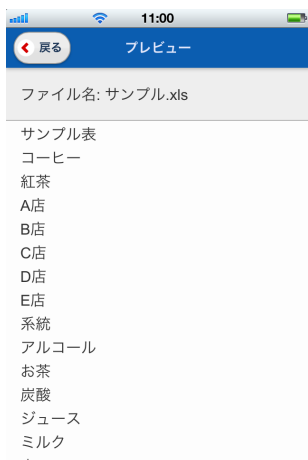 11:00
戻る
プレビュー
ファイル名: サンプル.xls
サンプル表
コーヒー
紅茶
A店
B店
C店
D店
E店
系統
アルコール
お茶
炭酸
ジュース
ミルク